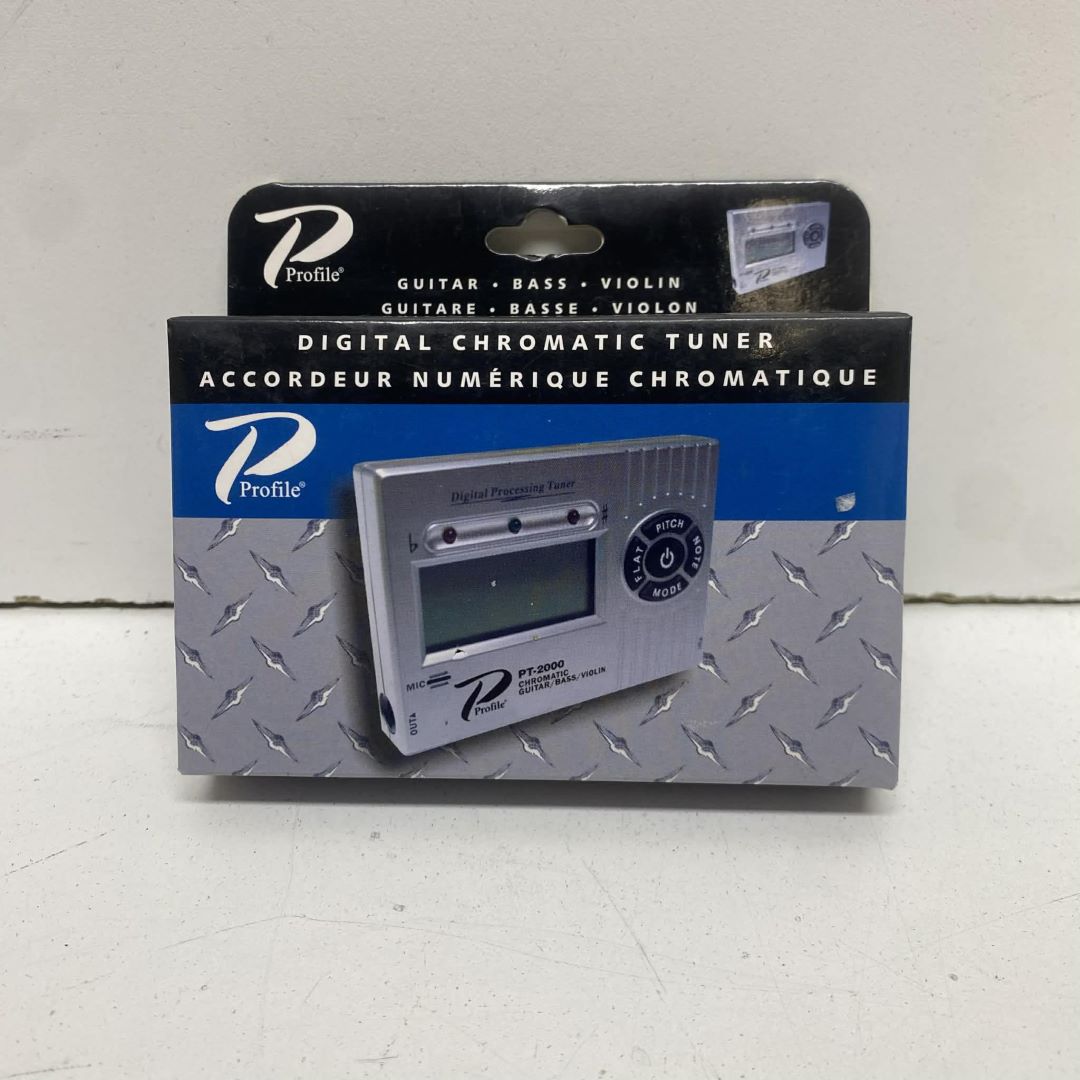 Profile®
GUITAR • BASS • VIOLIN
GUITARE • BASSE • VIOLON
DIGITAL CHROMATIC TUNER
ACCORDEUR NUMÉRIQUE CHROMATIQUE
Profile®
Digital Processing Tuner
♭ #
PITCH
FLAT NOTE
MODE
MIC
OUT
PT-2000
CHROMATIC
GUITAR/BASS/VIOLIN
Profile®